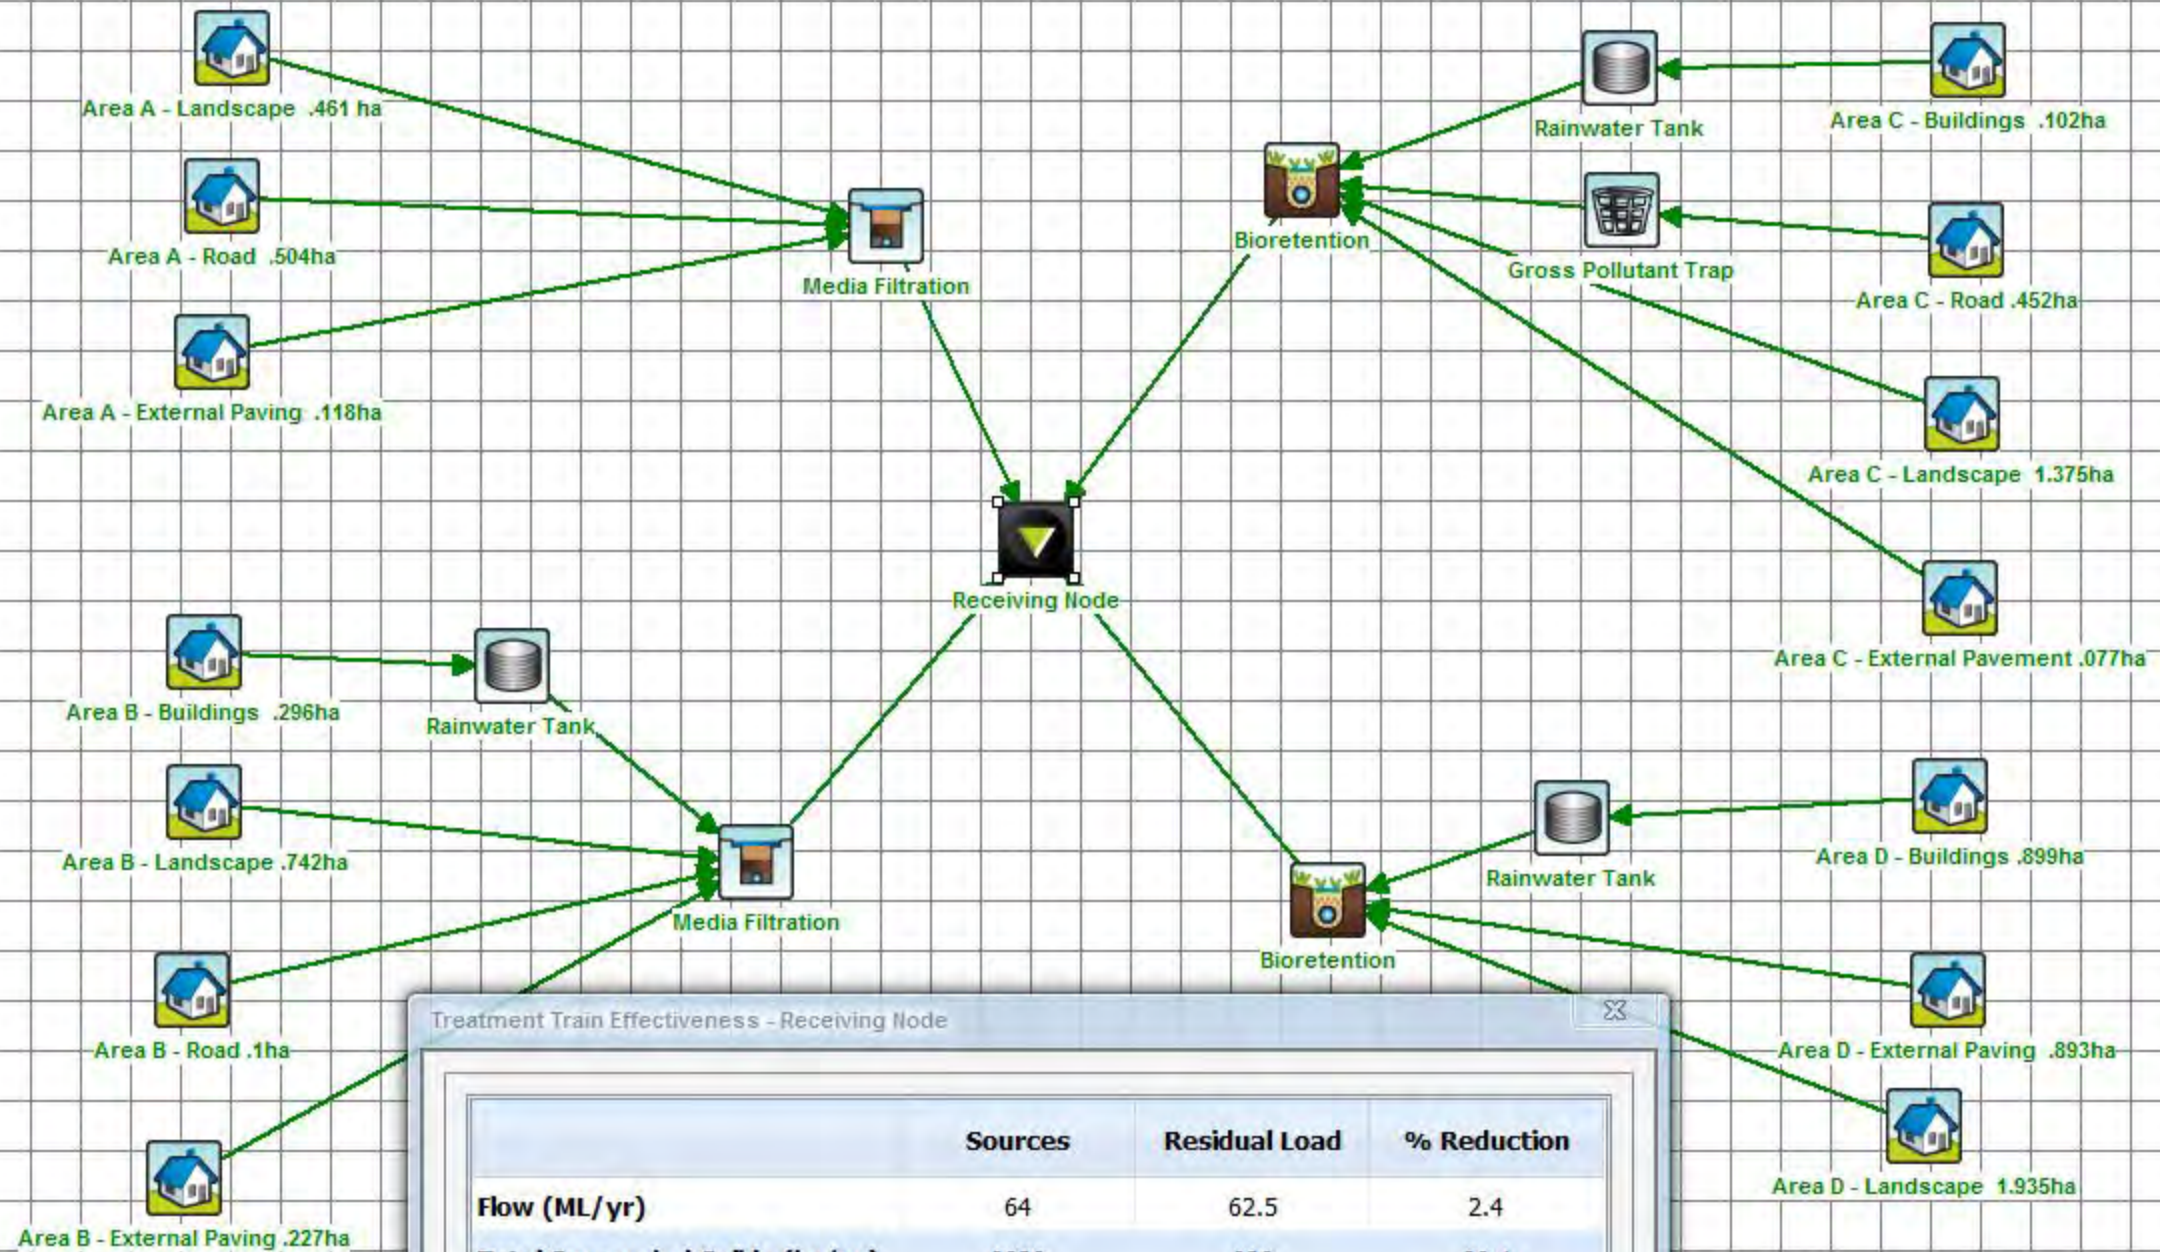 Area A - Landscape .461 ha
Area A - Road .504ha
Area A - External Paving .118ha
Media Filtration
Rainwater Tank
Area C - Buildings .102ha
Bioretention
Gross Pollutant Trap
Area C - Road .452ha
Area C - Landscape 1.375ha
Area C - External Pavement .077ha
Receiving Node
Area B - Buildings .296ha
Rainwater Tank
Area B - Landscape .742ha
Media Filtration
Area B - Road .1ha
Area B - External Paving .227ha
Rainwater Tank
Area D - Buildings .899ha
Bioretention
Area D - External Paving .893ha
Area D - Landscape 1.935ha
Treatment Train Effectiveness - Receiving Node
Sources Residual Load % Reduction
Flow (ML/yr) 64 62.5 2.4